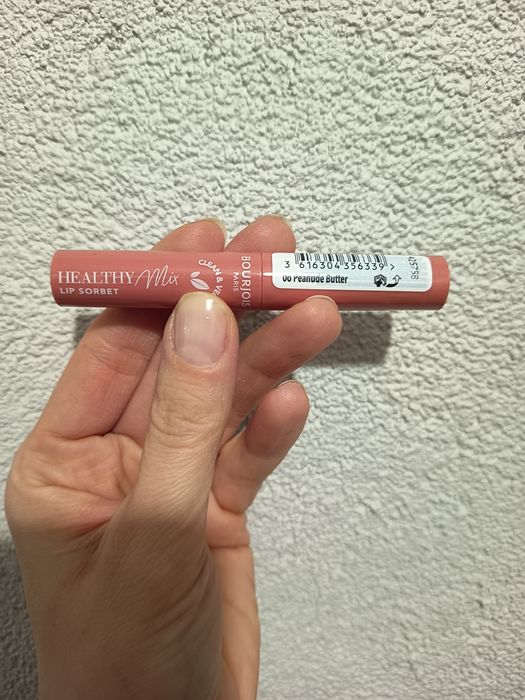 HEALTHY Mix
LIP SORBET
CLEAN & VE
BOURJOIS
PARIS
3 616304 356339 >
06 Peanude Butter